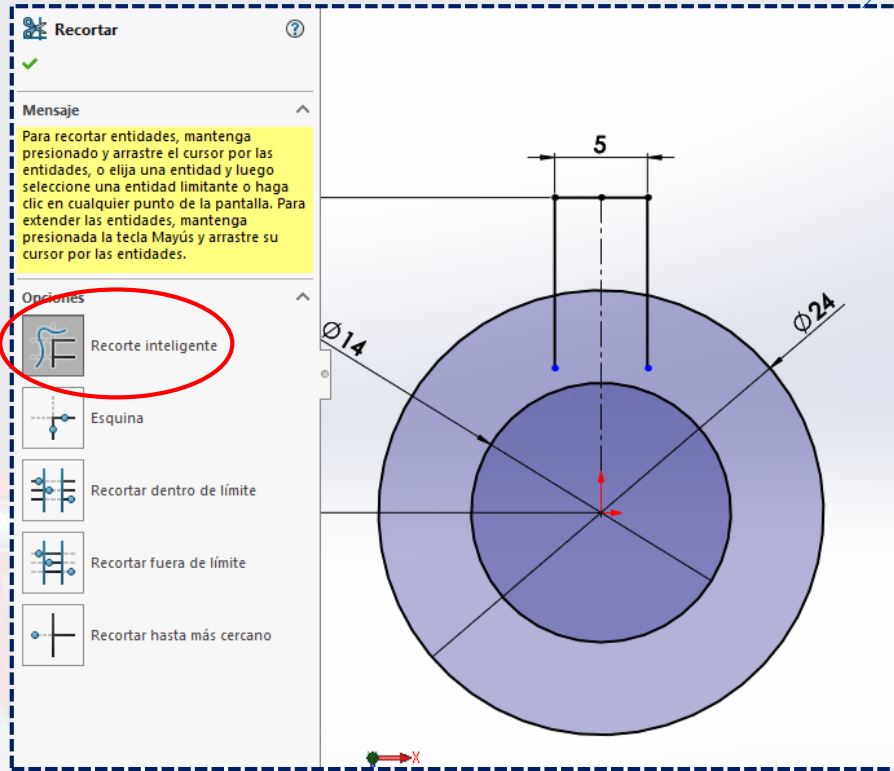 Recortar
Mensaje
Para recortar entidades, mantenga
presionado y arrastre el cursor por las
entidades, o elija una entidad y luego
seleccione una entidad limitante o haga
clic en cualquier punto de la pantalla. Para
extender las entidades, mantenga
presionada la tecla Mayús y arrastre su
cursor por las entidades.
Opciones
Recorte inteligente
Esquina
Recortar dentro de límite
Recortar fuera de límite
Recortar hasta más cercano
5
Ø14
Ø24
X